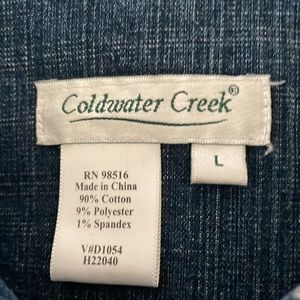 Coldwater Creek®
L
RN 98516
Made in China
90% Cotton
9% Polyester
1% Spandex
V#D1054
H22040